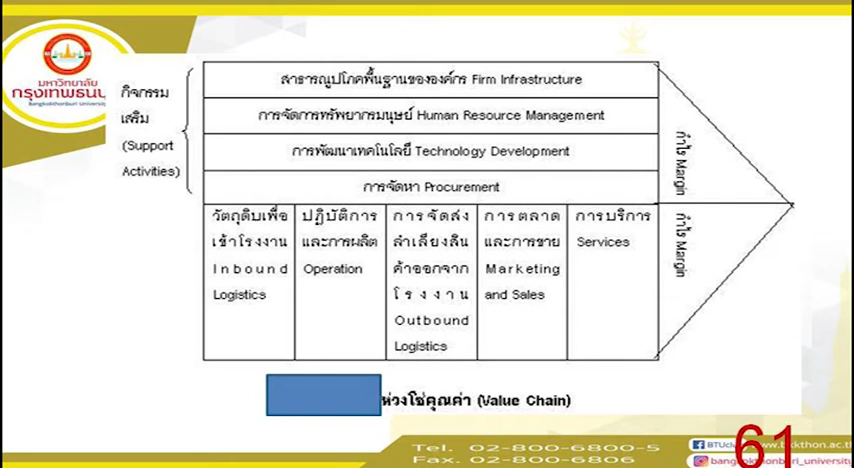 มหาวิทยาลัย
กรุงเทพธนบุ
Bangkokthonburi University
กิจกรรม
เสริม
(Support
Activities)
สาธารณูปโภคพื้นฐานขององค์กร Firm Infrastructure
การจัดการทรัพยากรมนุษย์ Human Resource Management
การพัฒนาเทคโนโลยี Technology Development
การจัดหา Procurement
กำไร Margin
กำไร Margin
วัตถุดิบเพื่อ
เข้าโรงงาน
Inbound
Logistics
ปฏิบัติการ
และการผลิต
Operation
การจัดส่ง
ลำเลียงสิน
ค้าออกจาก
โรงงาน
Outbound
Logistics
การตลาด
และการขาย
Marketing
and Sales
การบริการ
Services
ห่วงโซ่คุณค่า (Value Chain)
Tel. 02-800-6800-5
Fax. 02-800-6806
61
bangkokthonburi_university